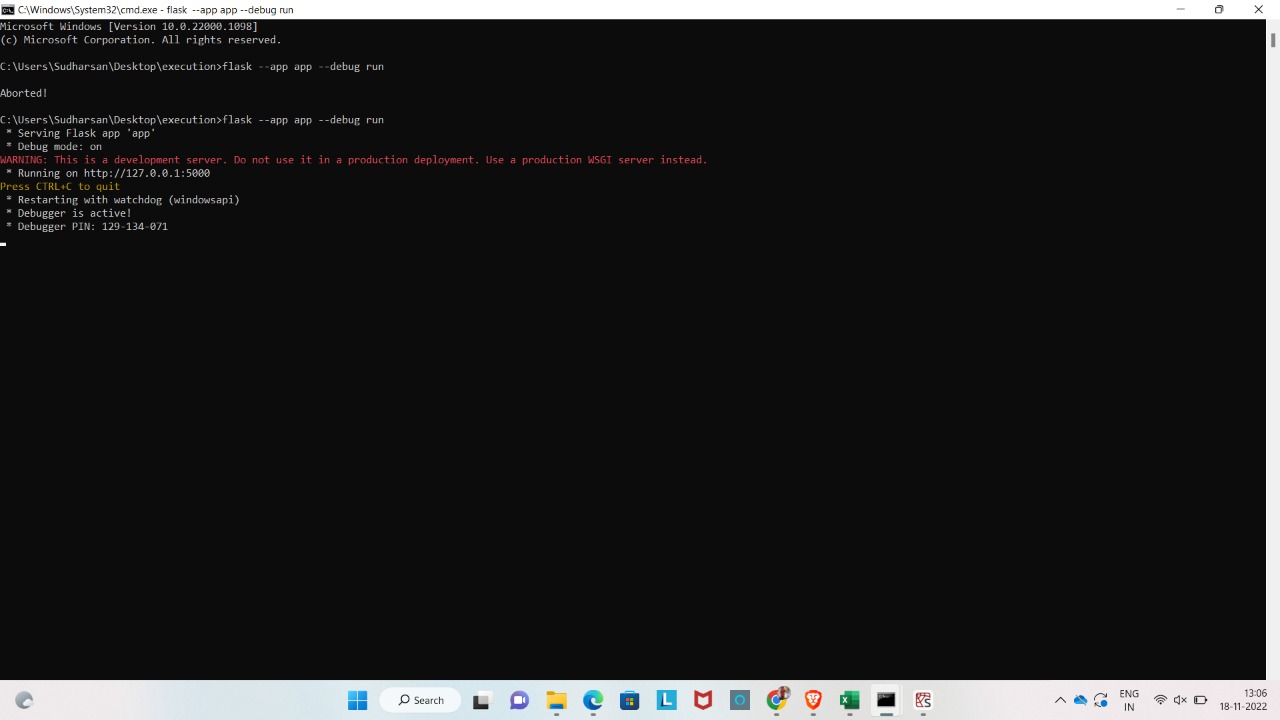 C:\Windows\System32\cmd.exe - flask --app app --debug run
Microsoft Windows [Version 10.0.22000.1098]
(c) Microsoft Corporation. All rights reserved.
C:\Users\Sudharsan\Desktop\execution>flask --app app --debug run
Aborted!
C:\Users\Sudharsan\Desktop\execution>flask --app app --debug run
* Serving Flask app 'app'
* Debug mode: on
WARNING: This is a development server. Do not use it in a production deployment. Use a production WSGI server instead.
* Running on http://127.0.0.1:5000
Press CTRL+C to quit
* Restarting with watchdog (windowsapi)
* Debugger is active!
* Debugger PIN: 129-134-071
Search
ENG
IN
13:06
18-11-2022